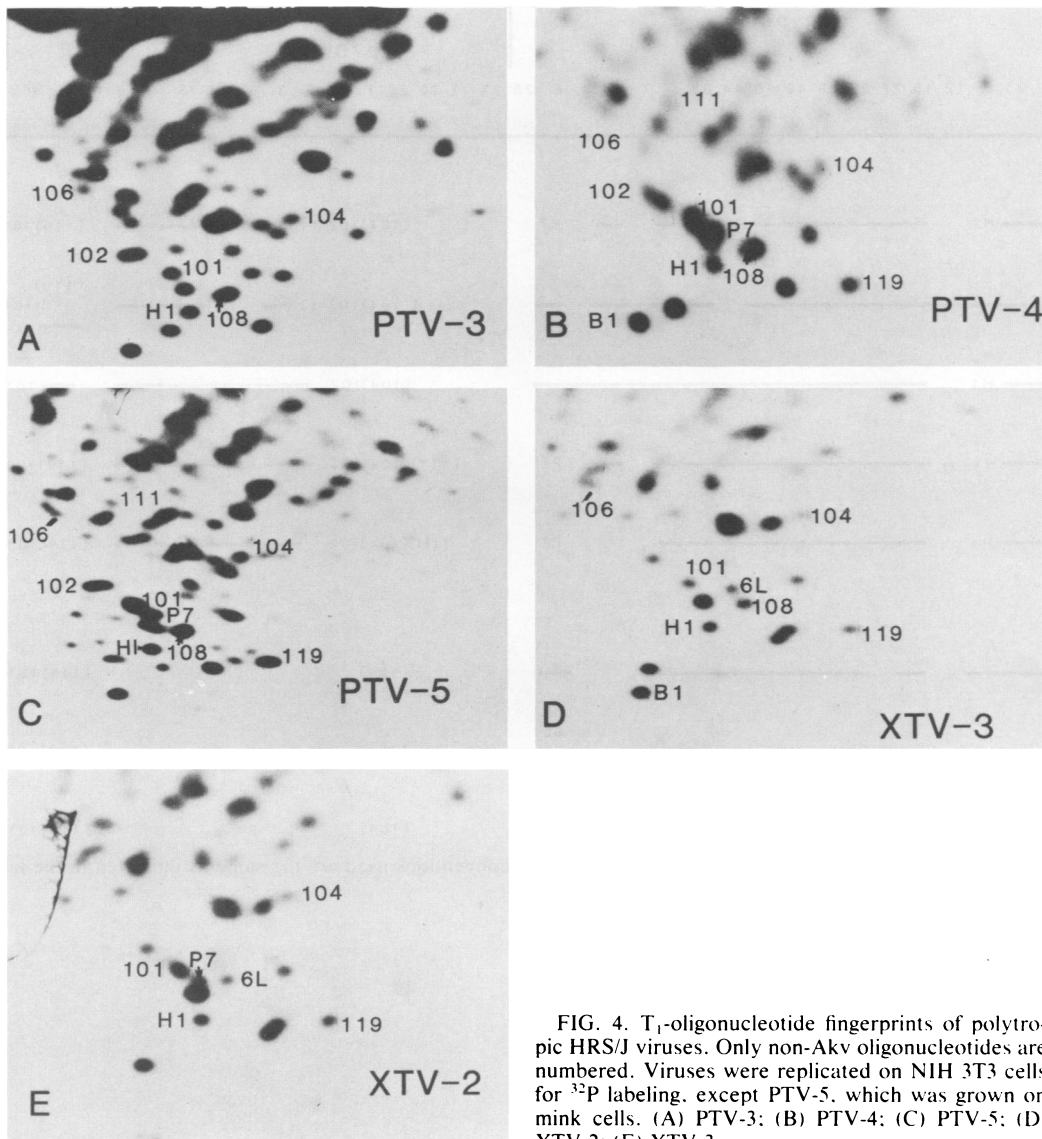 106
104
102
101
H1
108
A
PTV-3
111
106
104
102
101
P7
H1
108
119
B1
B
PTV-4
111
106
104
102
101
P7
H1
108
119
C
PTV-5
106
104
101
6L
108
H1
119
B1
D
XTV-3
104
P7
101
6L
H1
119
E
XTV-2
FIG. 4. T₁-oligonucleotide fingerprints of polytro-
pic HRS/J viruses. Only non-Akv oligonucleotides are
numbered. Viruses were replicated on NIH 3T3 cells
for ³²P labeling, except PTV-5, which was grown on
mink cells. (A) PTV-3; (B) PTV-4; (C) PTV-5; (D)